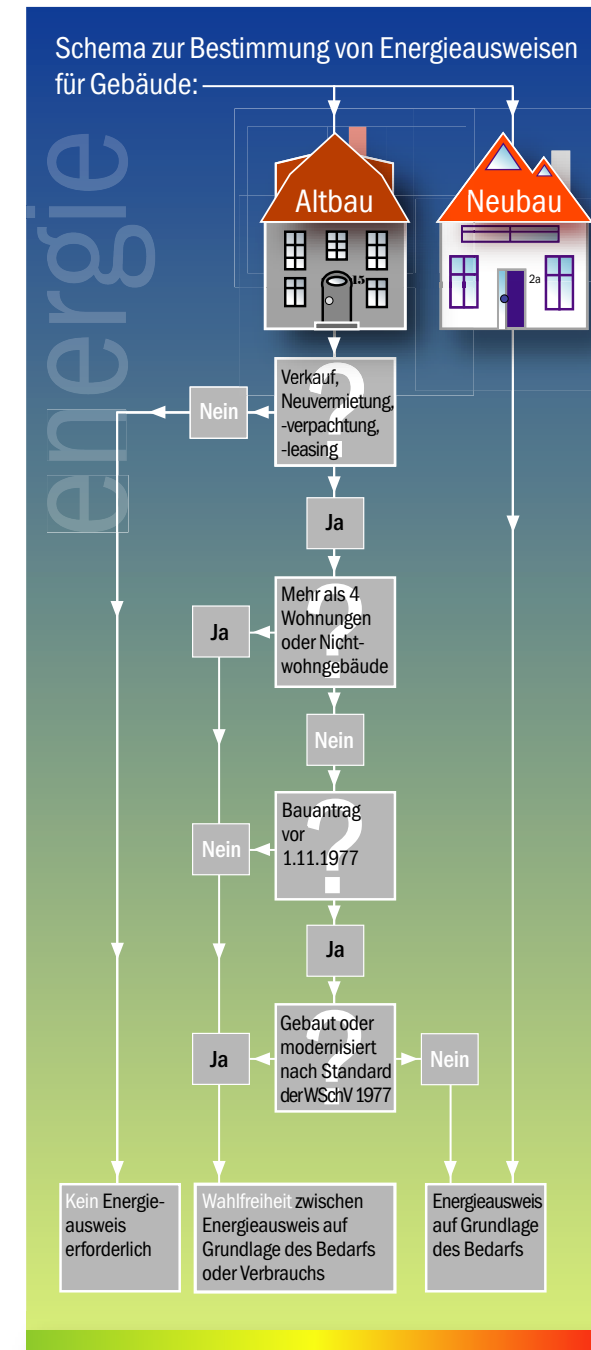 Schema zur Bestimmung von Energieausweisen
für Gebäude:
energie
Altbau
Neubau
15
2a
Verkauf,
Neuvermietung,
-verpachtung,
-leasing
?
Nein
Ja
Mehr als 4
Wohnungen
oder Nicht-
wohngebäude
?
Ja
Nein
Bauantrag
vor
1.11.1977
?
Nein
Ja
Gebaut oder
modernisiert
nach Standard
der WSchV 1977
?
Ja
Nein
Kein Energie-
ausweis
erforderlich
Wahlfreiheit zwischen
Energieausweis auf
Grundlage des Bedarfs
oder Verbrauchs
Energieausweis
auf Grundlage
des Bedarfs